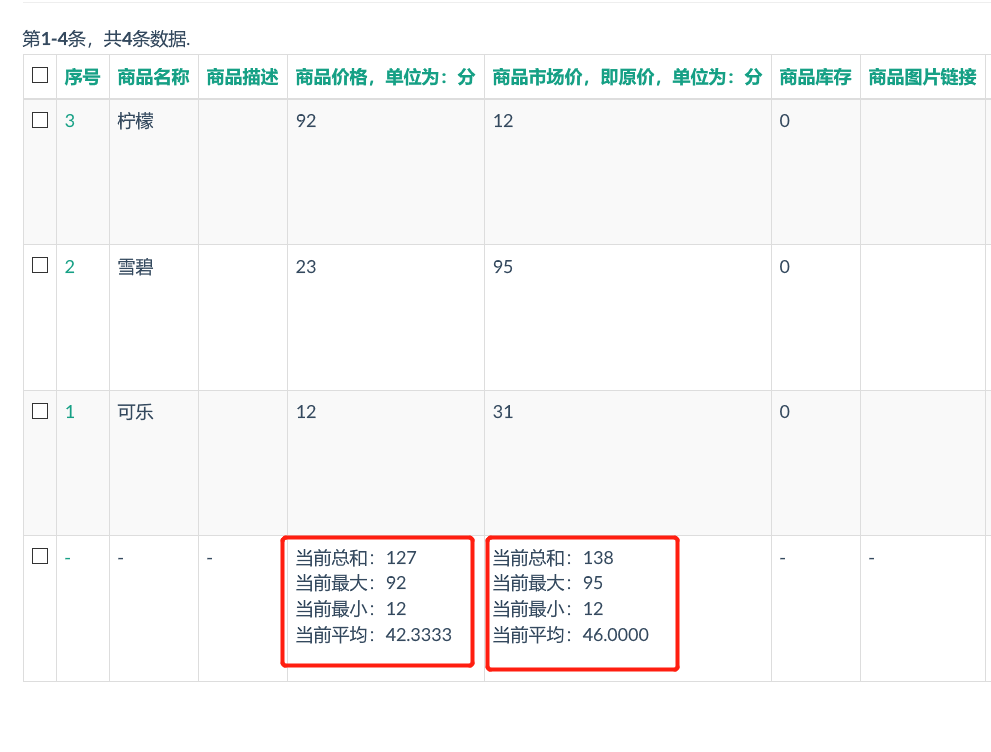 第1-4条，共4条数据.
序号 商品名称 商品描述 商品价格，单位为：分 商品市场价，即原价，单位为：分 商品库存 商品图片链接
3 柠檬 92 12 0
2 雪碧 23 95 0
1 可乐 12 31 0
- - - 当前总和：127 当前总和：138 - -
当前最大：92 当前最大：95
当前最小：12 当前最小：12
当前平均：42.3333 当前平均：46.0000